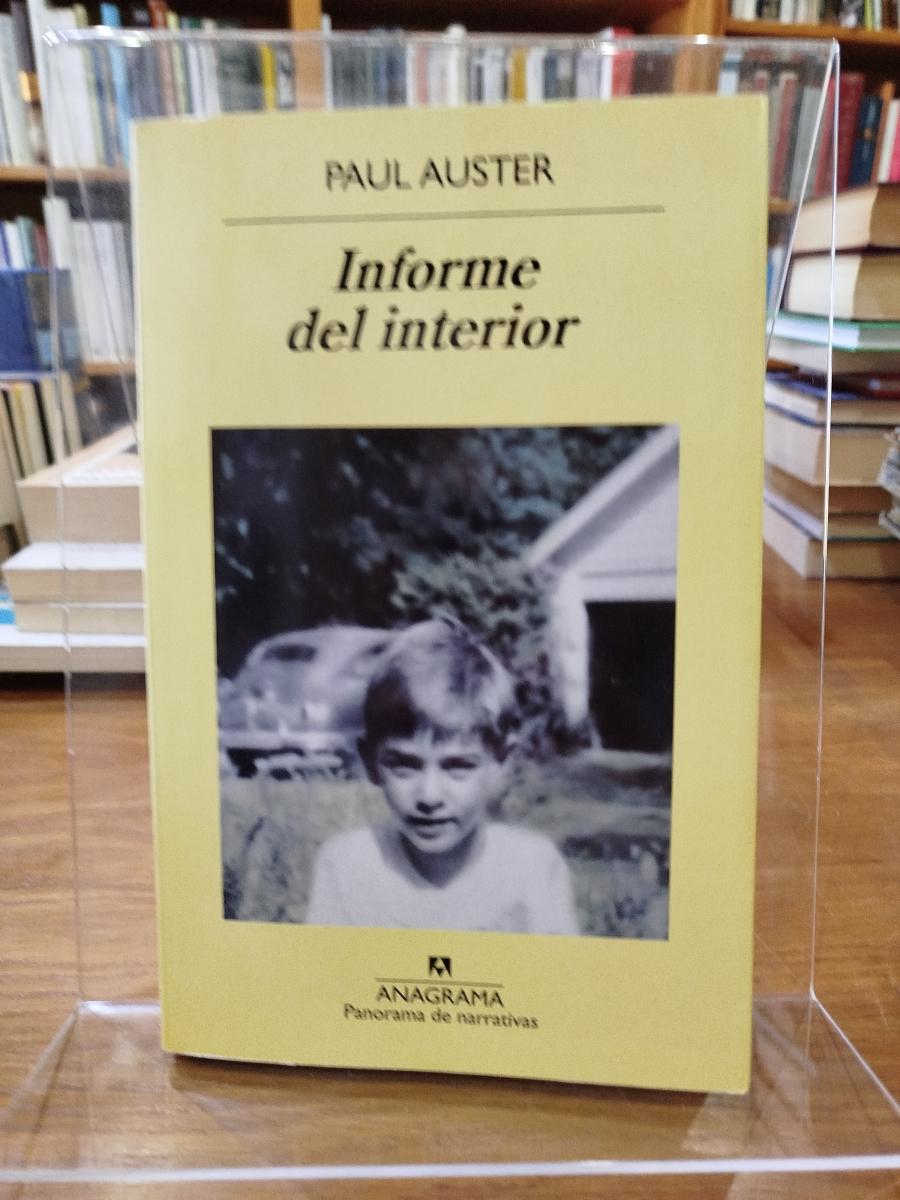 PAUL AUSTER
Informe
del interior
ANAGRAMA
Panorama de narrativas